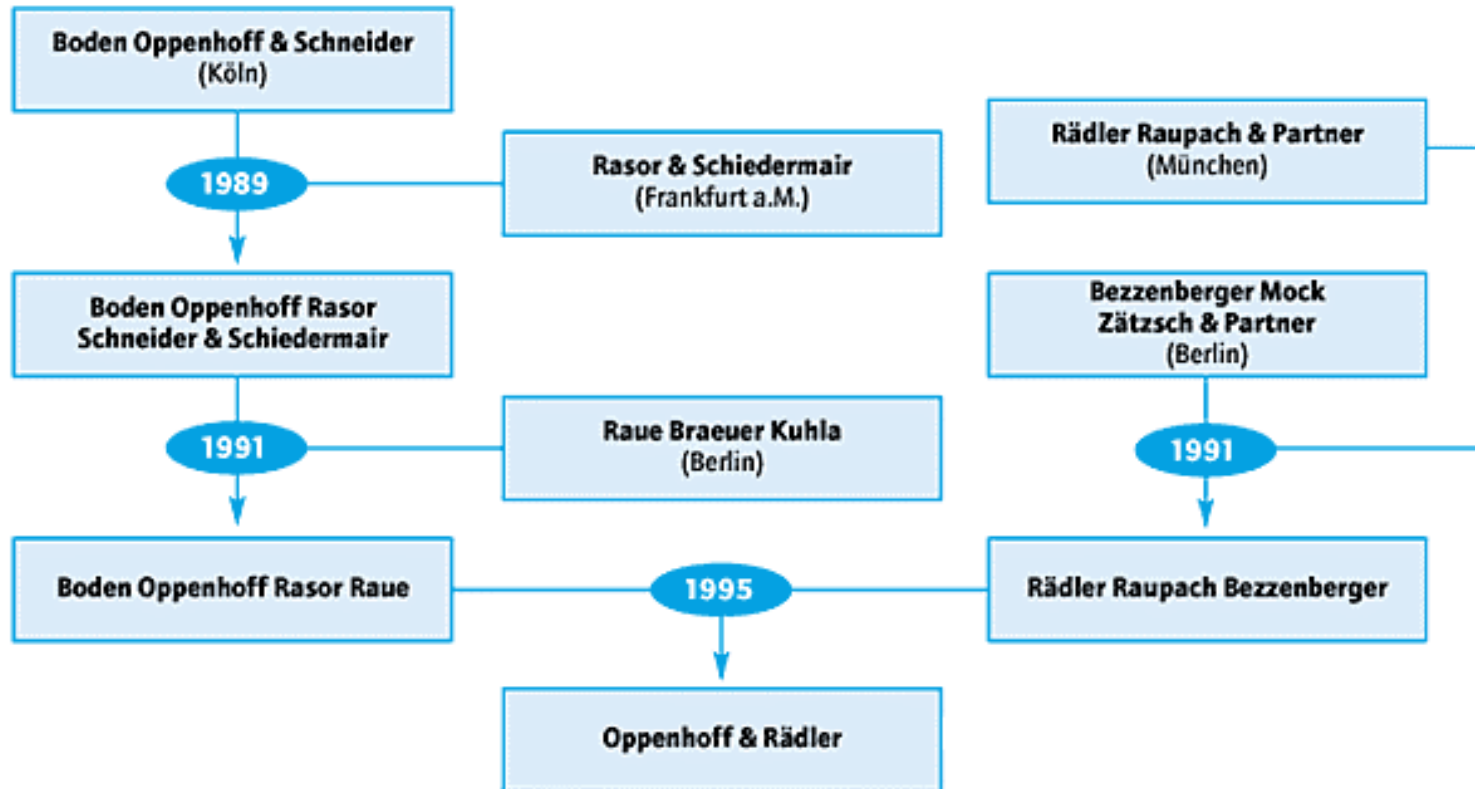 Boden Oppenhoff & Schneider
(Köln)
1989
Rasor & Schiedermair
(Frankfurt a.M.)
Rädler Raupach & Partner
(München)
Boden Oppenhoff Rasor
Schneider & Schiedermair
Bezzenberger Mock
Zätzsch & Partner
(Berlin)
1991
Raue Braeuer Kuhla
(Berlin)
1991
Boden Oppenhoff Rasor Raue
1995
Rädler Raupach Bezzenberger
Oppenhoff & Rädler